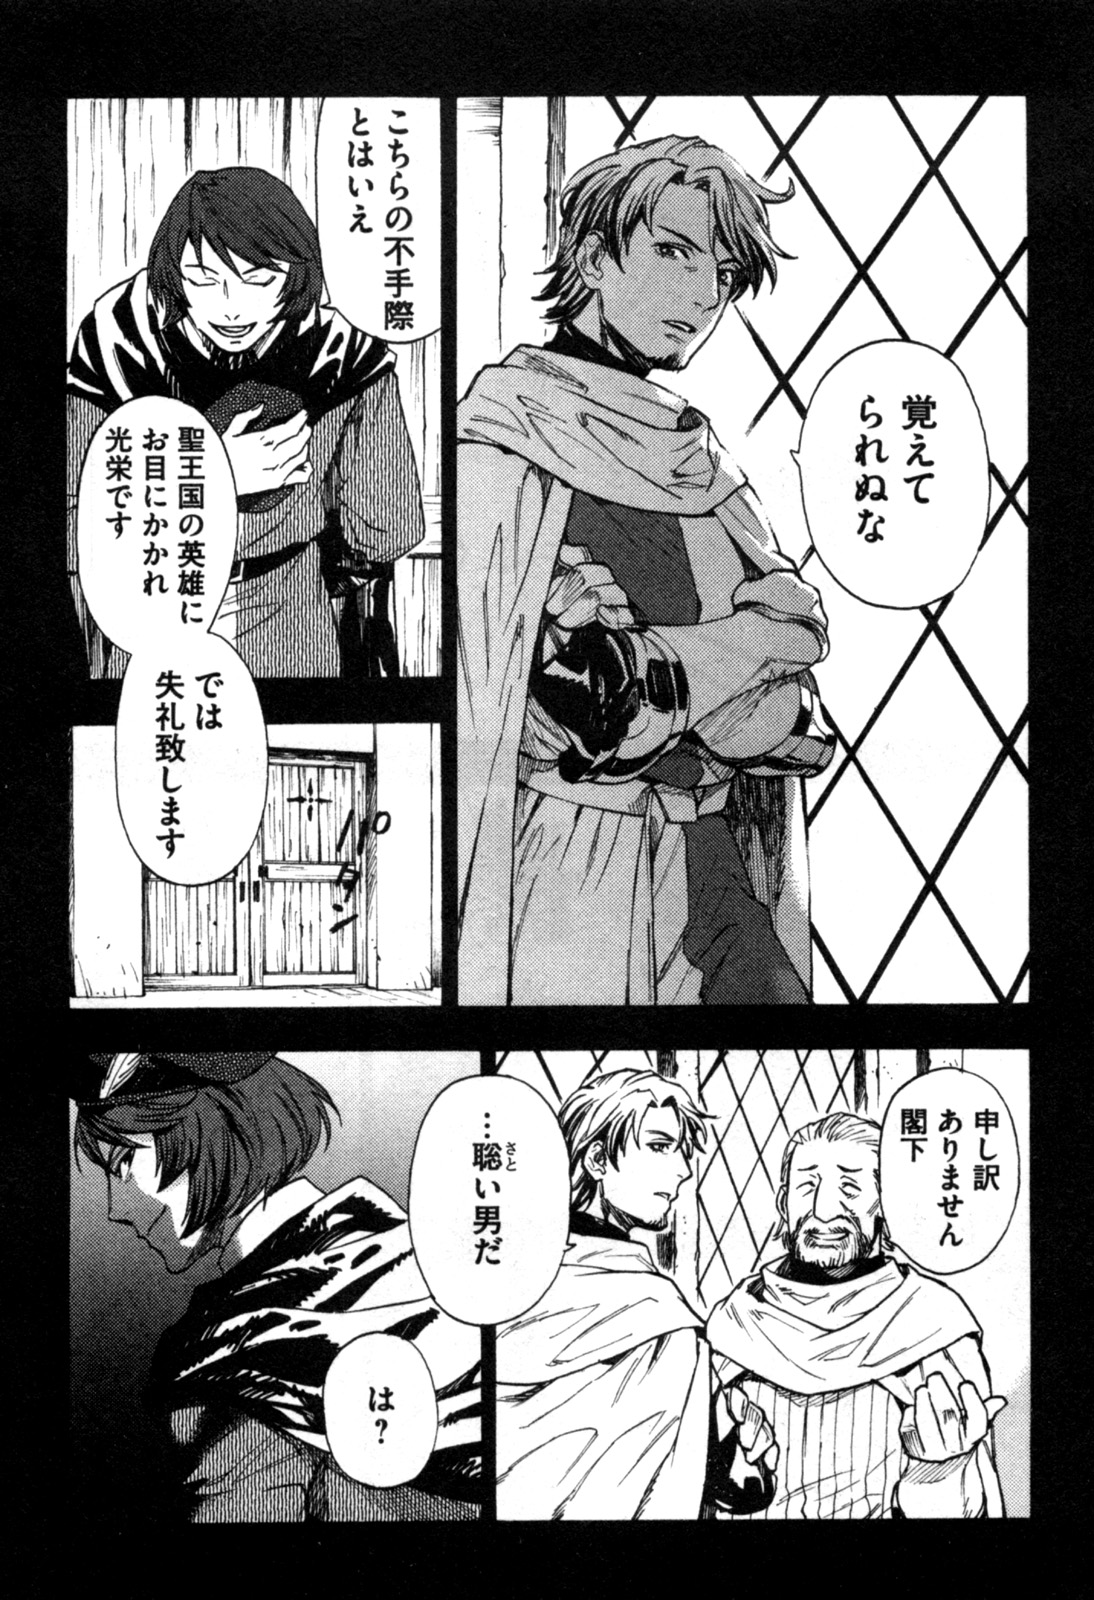 覚えて
られぬな
こちらの不手際
とはいえ
聖王国の英雄に
お目にかかれ
光栄です
では
失礼致します
パタン
申し訳
ありません
閣下
…聡い男だ
さと
は?